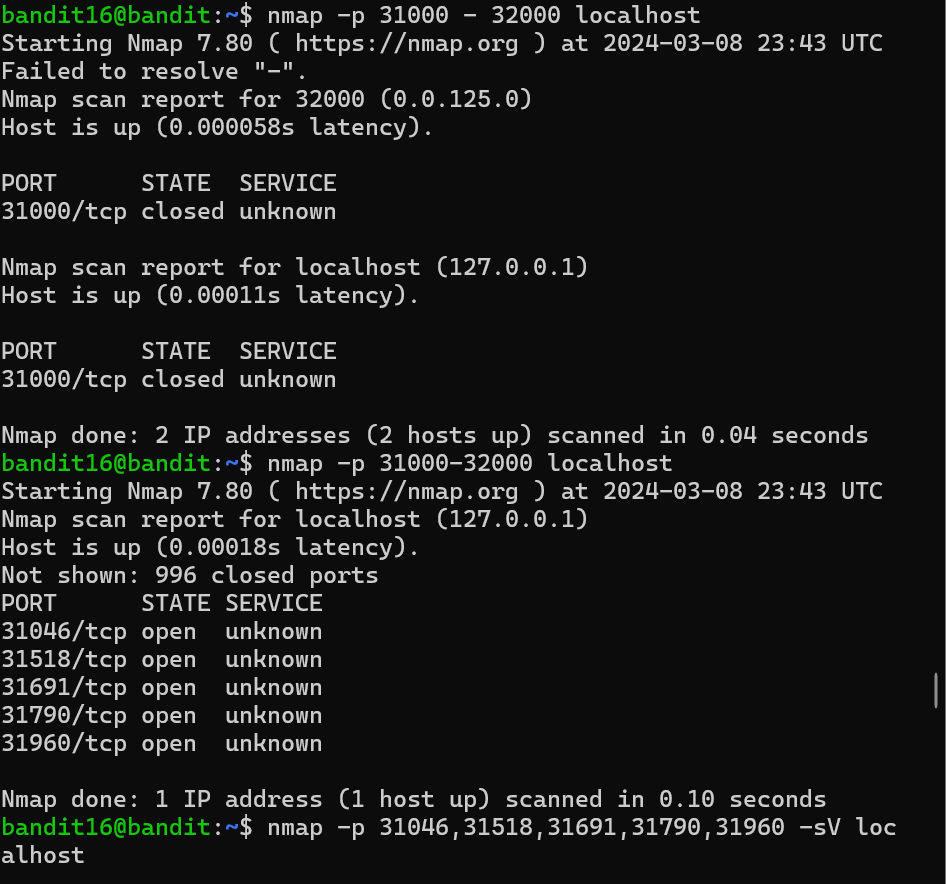 bandit16@bandit:~$ nmap -p 31000 - 32000 localhost
Starting Nmap 7.80 ( https://nmap.org ) at 2024-03-08 23:43 UTC
Failed to resolve "-".
Nmap scan report for 32000 (0.0.125.0)
Host is up (0.000058s latency).

PORT      STATE  SERVICE
31000/tcp closed unknown

Nmap scan report for localhost (127.0.0.1)
Host is up (0.00011s latency).

PORT      STATE  SERVICE
31000/tcp closed unknown

Nmap done: 2 IP addresses (2 hosts up) scanned in 0.04 seconds
bandit16@bandit:~$ nmap -p 31000-32000 localhost
Starting Nmap 7.80 ( https://nmap.org ) at 2024-03-08 23:43 UTC
Nmap scan report for localhost (127.0.0.1)
Host is up (0.00018s latency).
Not shown: 996 closed ports
PORT      STATE SERVICE
31046/tcp open  unknown
31518/tcp open  unknown
31691/tcp open  unknown
31790/tcp open  unknown
31960/tcp open  unknown

Nmap done: 1 IP address (1 host up) scanned in 0.10 seconds
bandit16@bandit:~$ nmap -p 31046,31518,31691,31790,31960 -sV loc
alhost